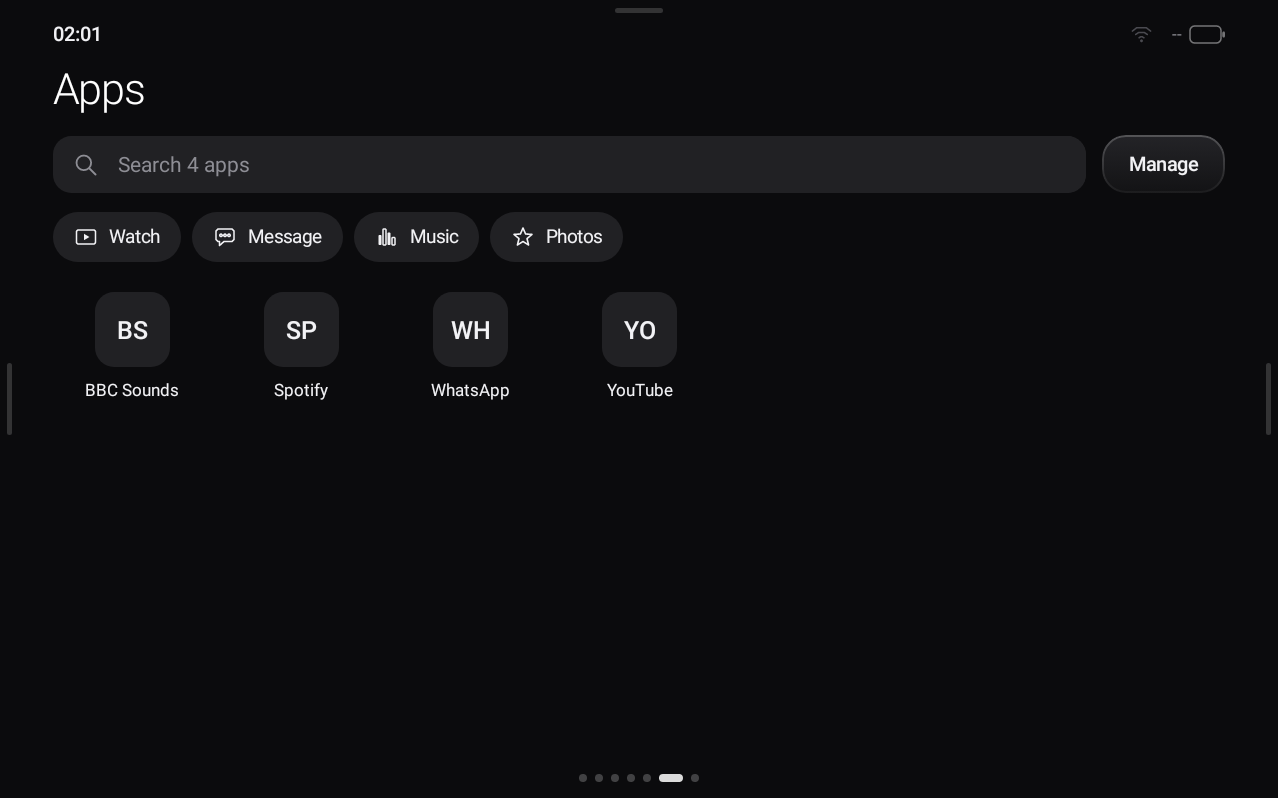 02:01
--
Apps
Search 4 apps
Manage
Watch
Message
Music
Photos
BS
SP
WH
YO
BBC Sounds
Spotify
WhatsApp
YouTube